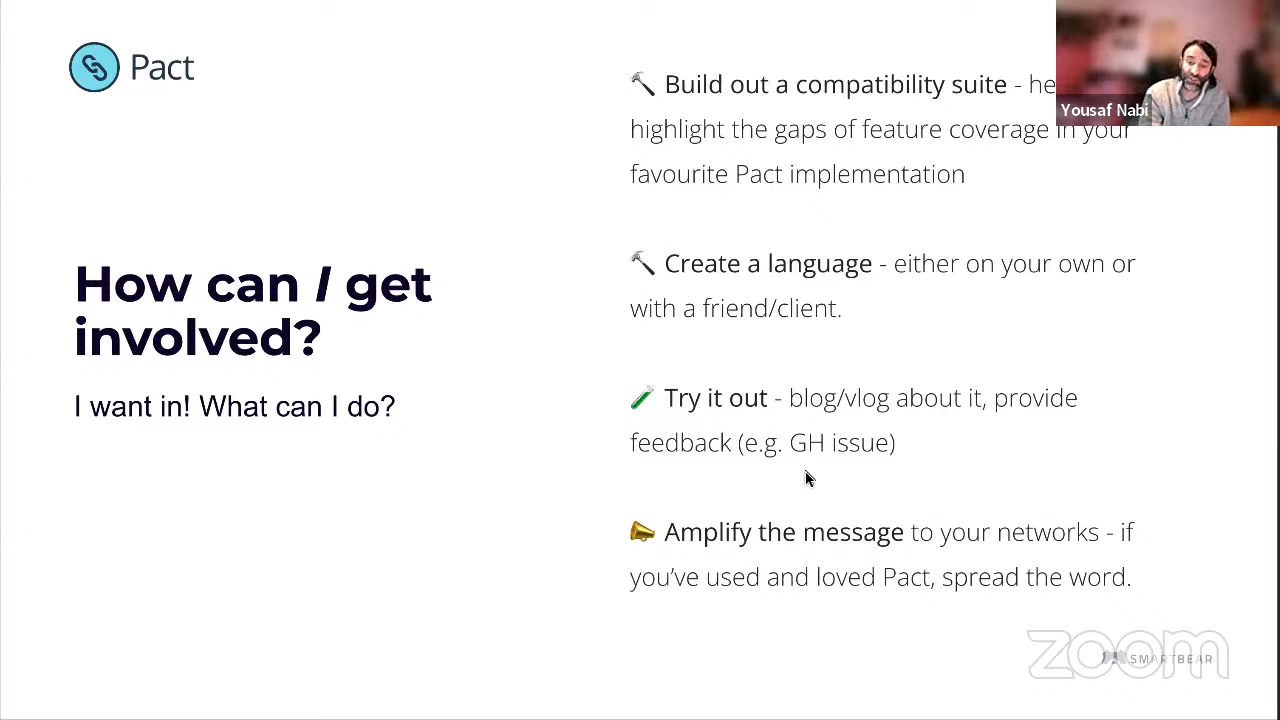 Pact
How can I get
involved?
I want in! What can I do?
🔨 Build out a compatibility suite - he
highlight the gaps of feature coverage in your
favourite Pact implementation
🔨 Create a language - either on your own or
with a friend/client.
🧪 Try it out - blog/vlog about it, provide
feedback (e.g. GH issue)
📣 Amplify the message to your networks - if
you’ve used and loved Pact, spread the word.
Yousaf Nabi
zoom
SMARTBEAR